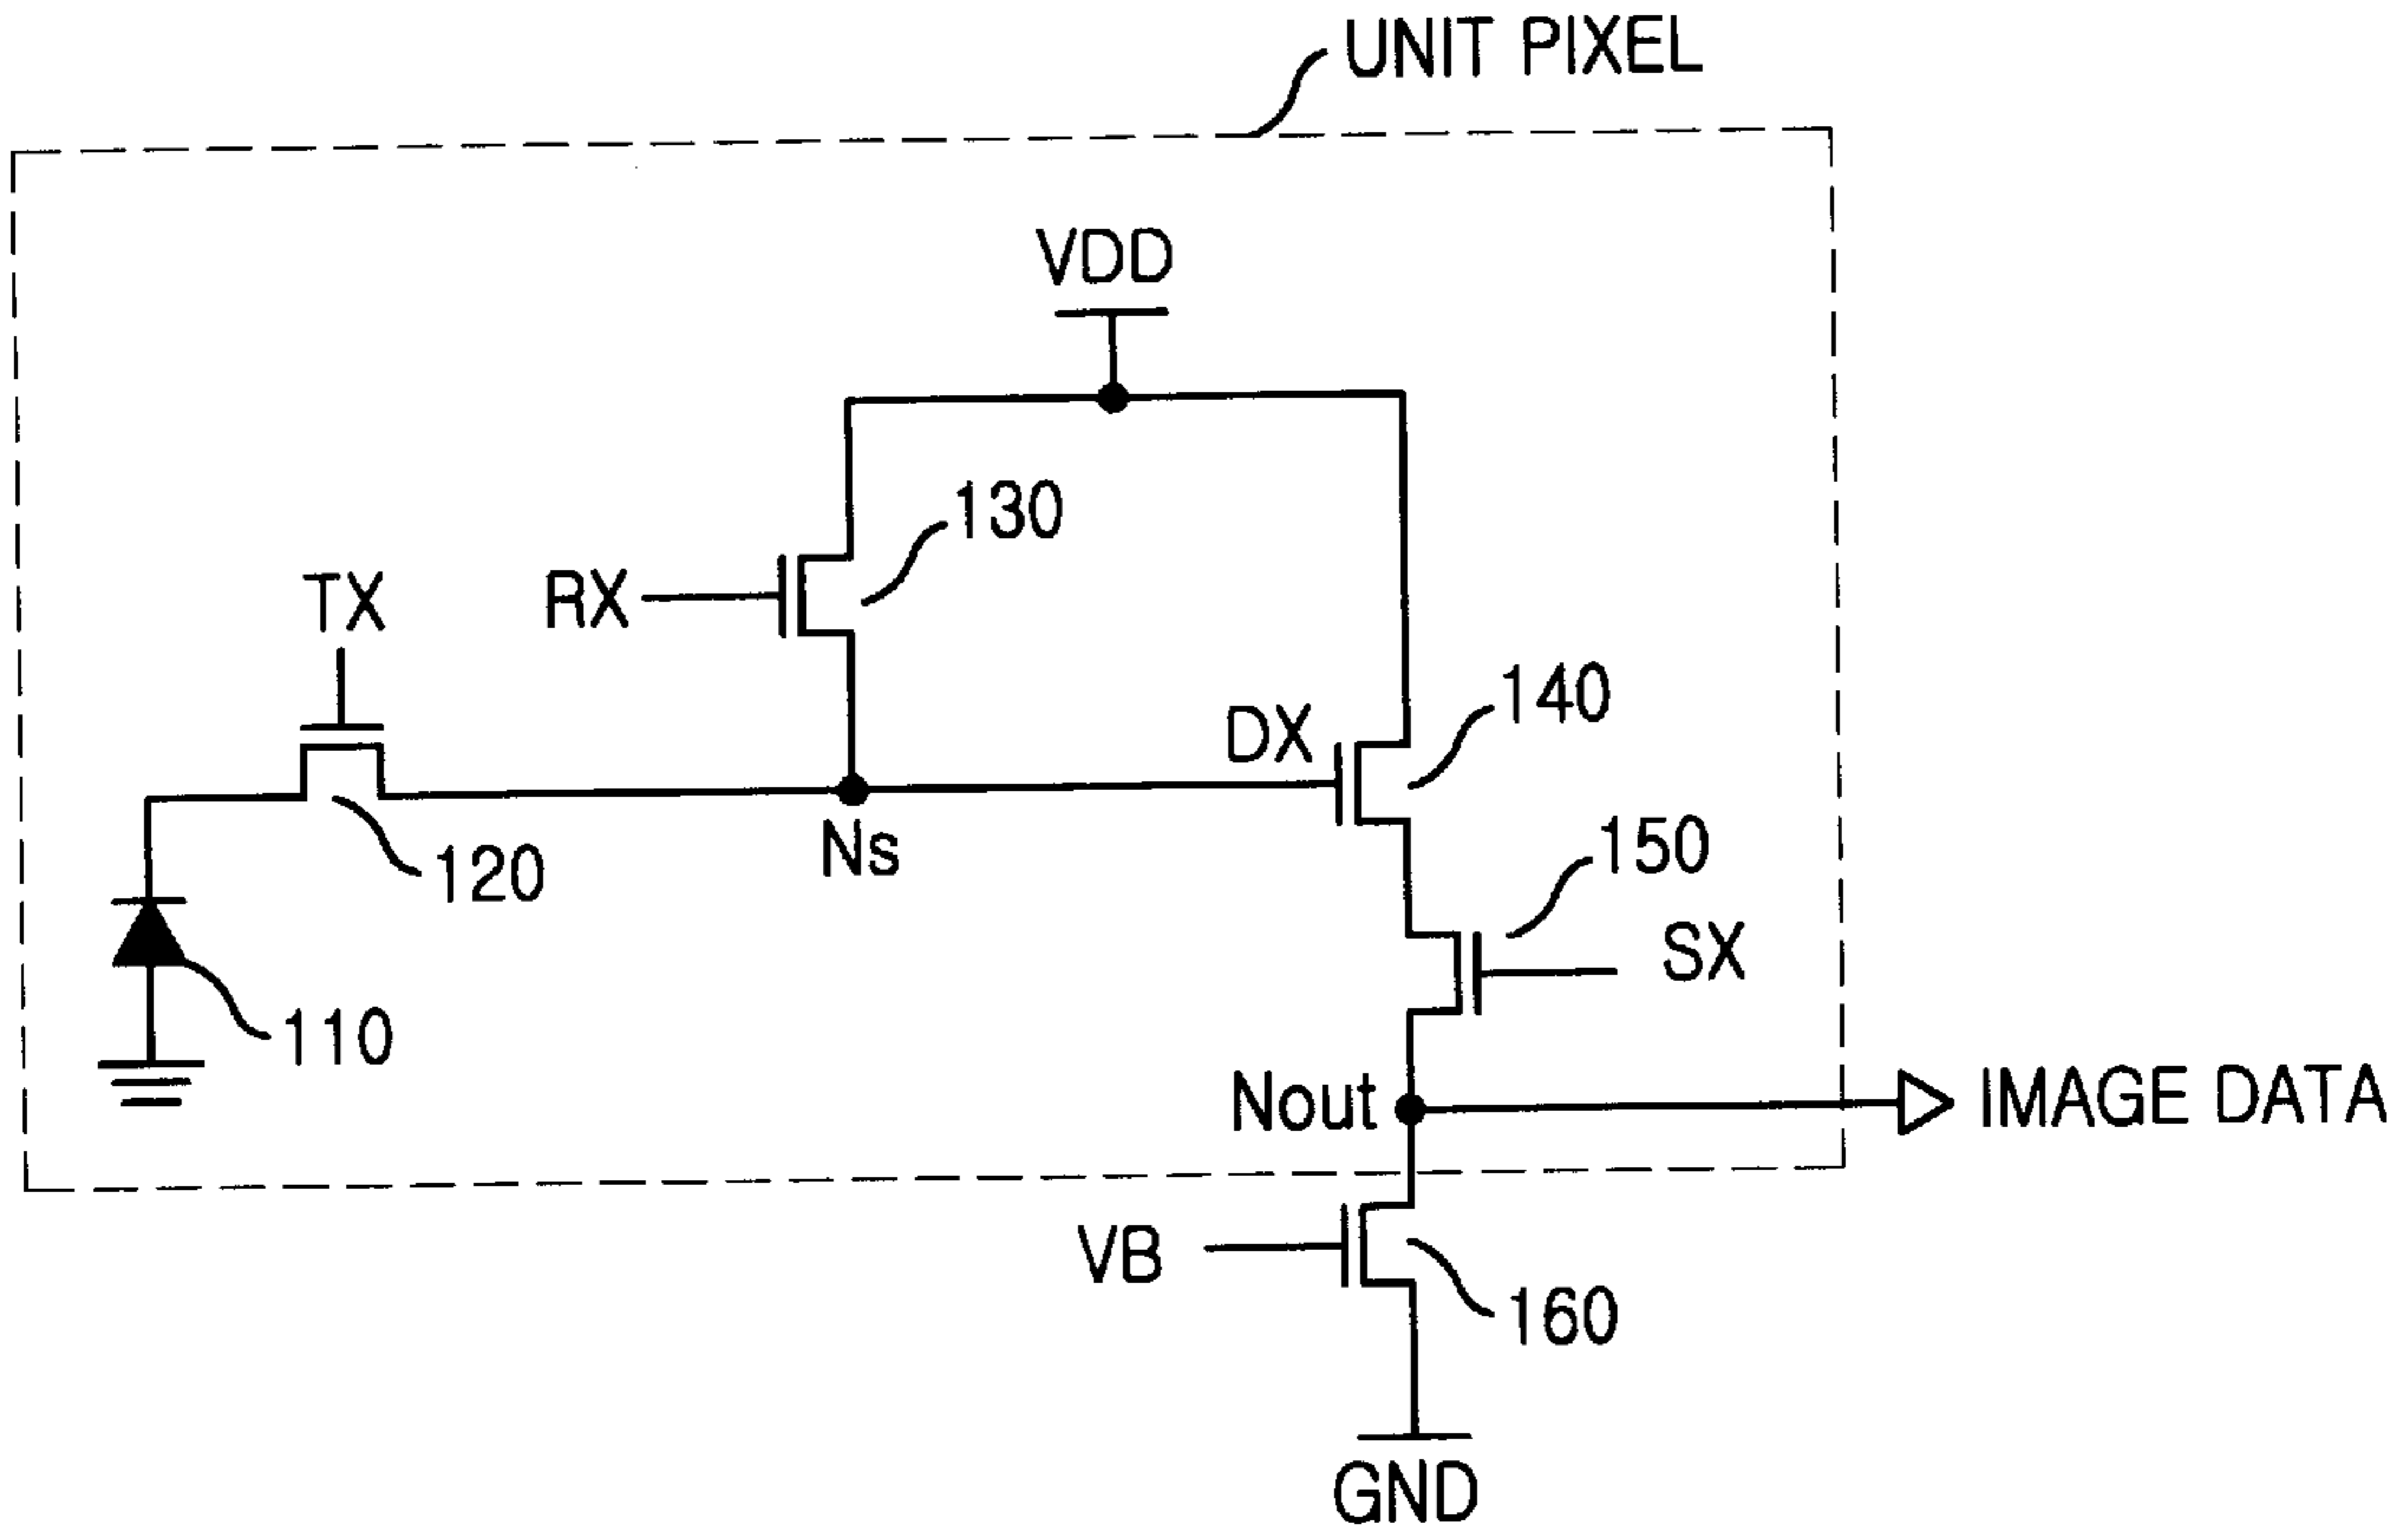 UNIT PIXEL
VDD
130
TX
RX
140
DX
150
Ns
120
SX
110
Nout
IMAGE DATA
VB
160
GND